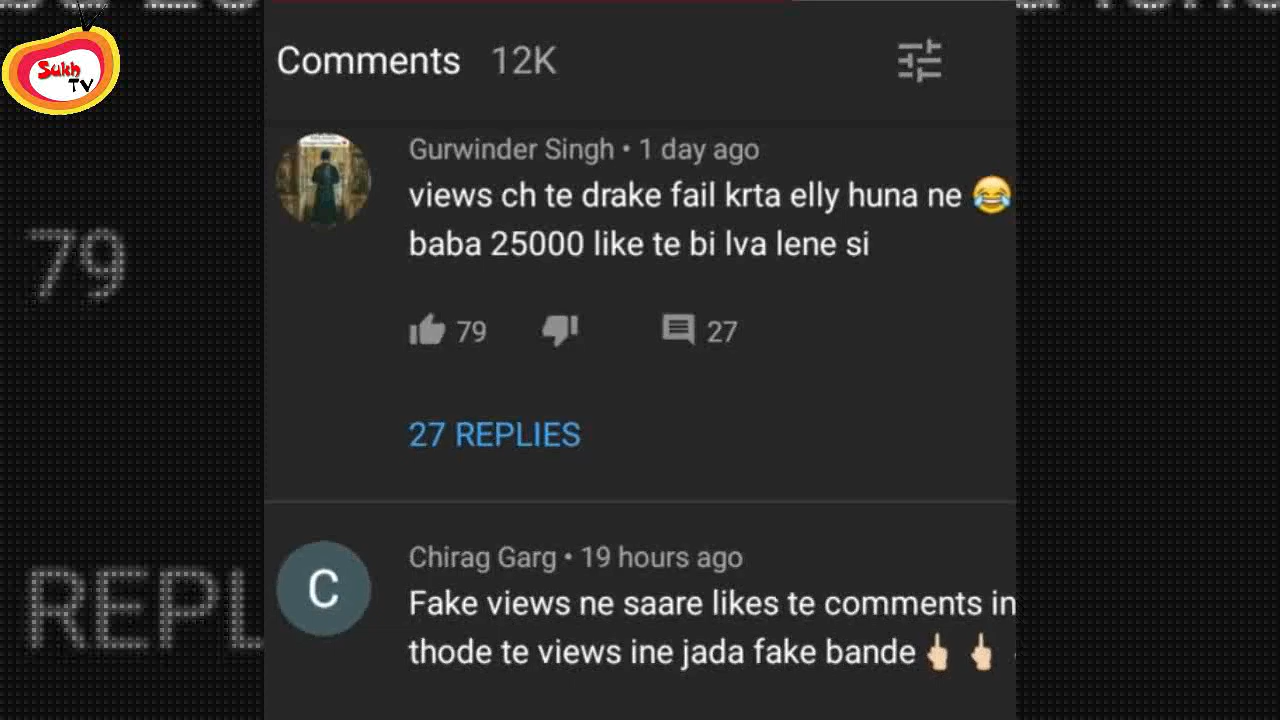 Sukh
TV
Comments 12K
Gurwinder Singh • 1 day ago
views ch te drake fail krta elly huna ne 😂
baba 25000 like te bi lva lene si
79 27
27 REPLIES
Chirag Garg • 19 hours ago
Fake views ne saare likes te comments in
thode te views ine jada fake bande🖕🏻 🖕🏻
79
REPL